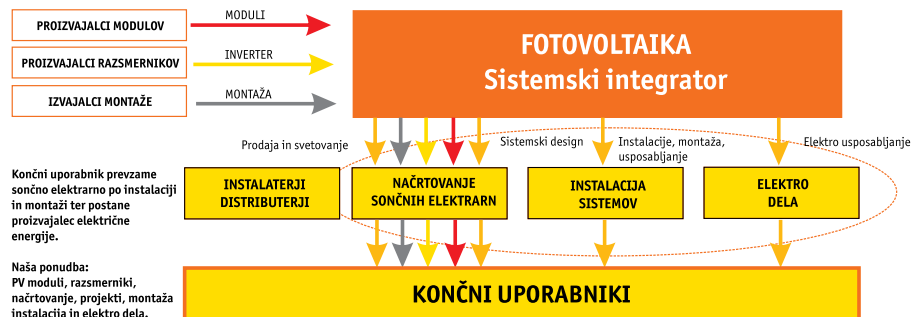 PROIZVAJALCI MODULOV
MODULI
PROIZVAJALCI RAZSMERNIKOV
INVERTER
IZVAJALCI MONTAŽE
MONTAŽA
FOTOVOLTAIKA
Sistemski integrator
Prodaja in svetovanje
Sistemski design
Instalacije, montaža,
usposabljanje
Elektro usposabljanje
Končni uporabnik prevzame
sončno elektrarno po instalaciji
in montaži ter postane
proizvajalec električne
energije.
INSTALATERJI
DISTRIBUTERJI
NAČRTOVANJE
SONČNIH ELEKTRARN
INSTALACIJA
SISTEMOV
ELEKTRO
DELA
Naša ponudba:
PV moduli, razsmerniki,
načrtovanje, projekti, montaža
instalacija in elektro dela.
KONČNI UPORABNIKI